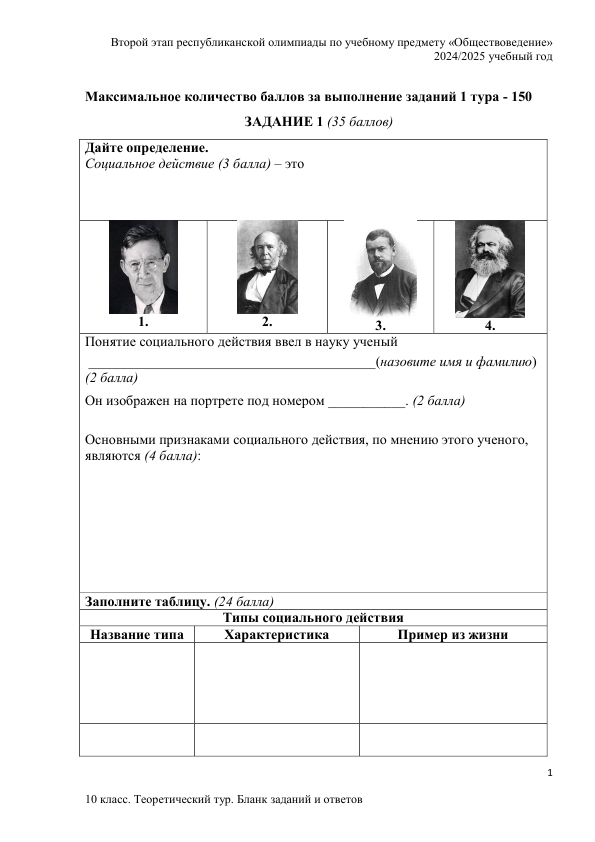 Второй этап республиканской олимпиады по учебному предмету «Обществоведение»
2024/2025 учебный год
Максимальное количество баллов за выполнение заданий 1 тура - 150
ЗАДАНИЕ 1 (35 баллов)
Дайте определение.
Социальное действие (3 балла) – это
1.
2.
3.
4.
Понятие социального действия ввел в науку ученый
_________________________________________(назовите имя и фамилию)
(2 балла)
Он изображен на портрете под номером ___________. (2 балла)
Основными признаками социального действия, по мнению этого ученого,
являются (4 балла):
Заполните таблицу. (24 балла)
Типы социального действия
Название типа Характеристика Пример из жизни
1
10 класс. Теоретический тур. Бланк заданий и ответов